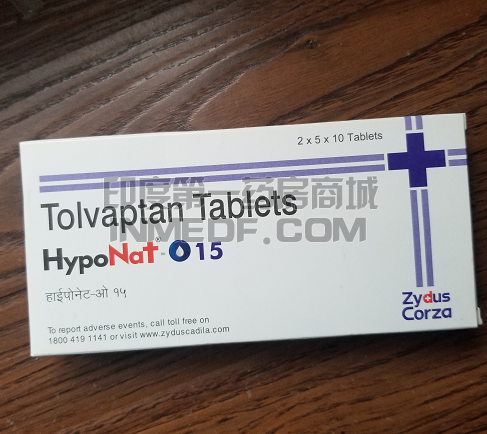 2 x 5 x 10 Tablets
印度第一药房商城
Tolvaptan Tablets
INMEDF.COM
HypoNat®-O 15
हाईपोनेट-ओ १५
Zydus
Corza
To report adverse events, call toll free on
1800 419 1141 or visit www.zyduscadila.com